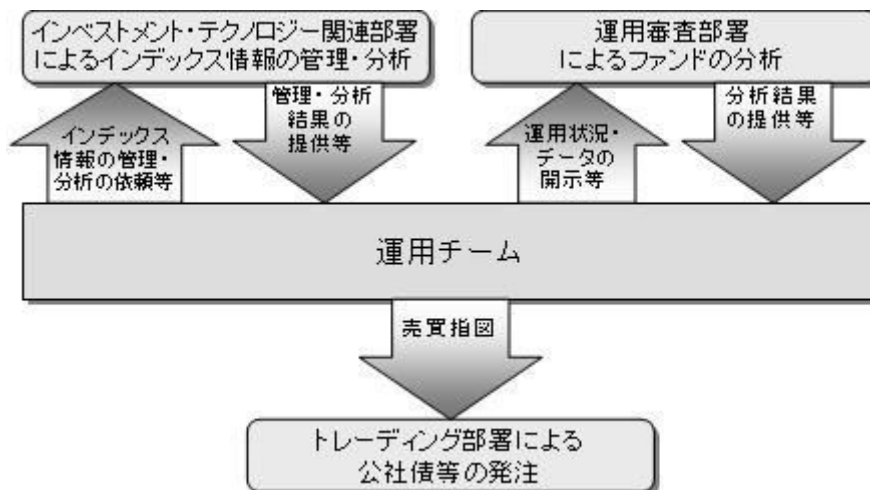 インベストメント・テクノロジー関連部署
によるインデックス情報の管理・分析
運用審査部署
によるファンドの分析
インデックス
情報の管理・
分析の依頼等
管理・分析
結果の
提供等
運用状況・
データの
開示等
分析結果
の提供等
運用チーム
売買指図
トレーディング部署による
公社債等の発注